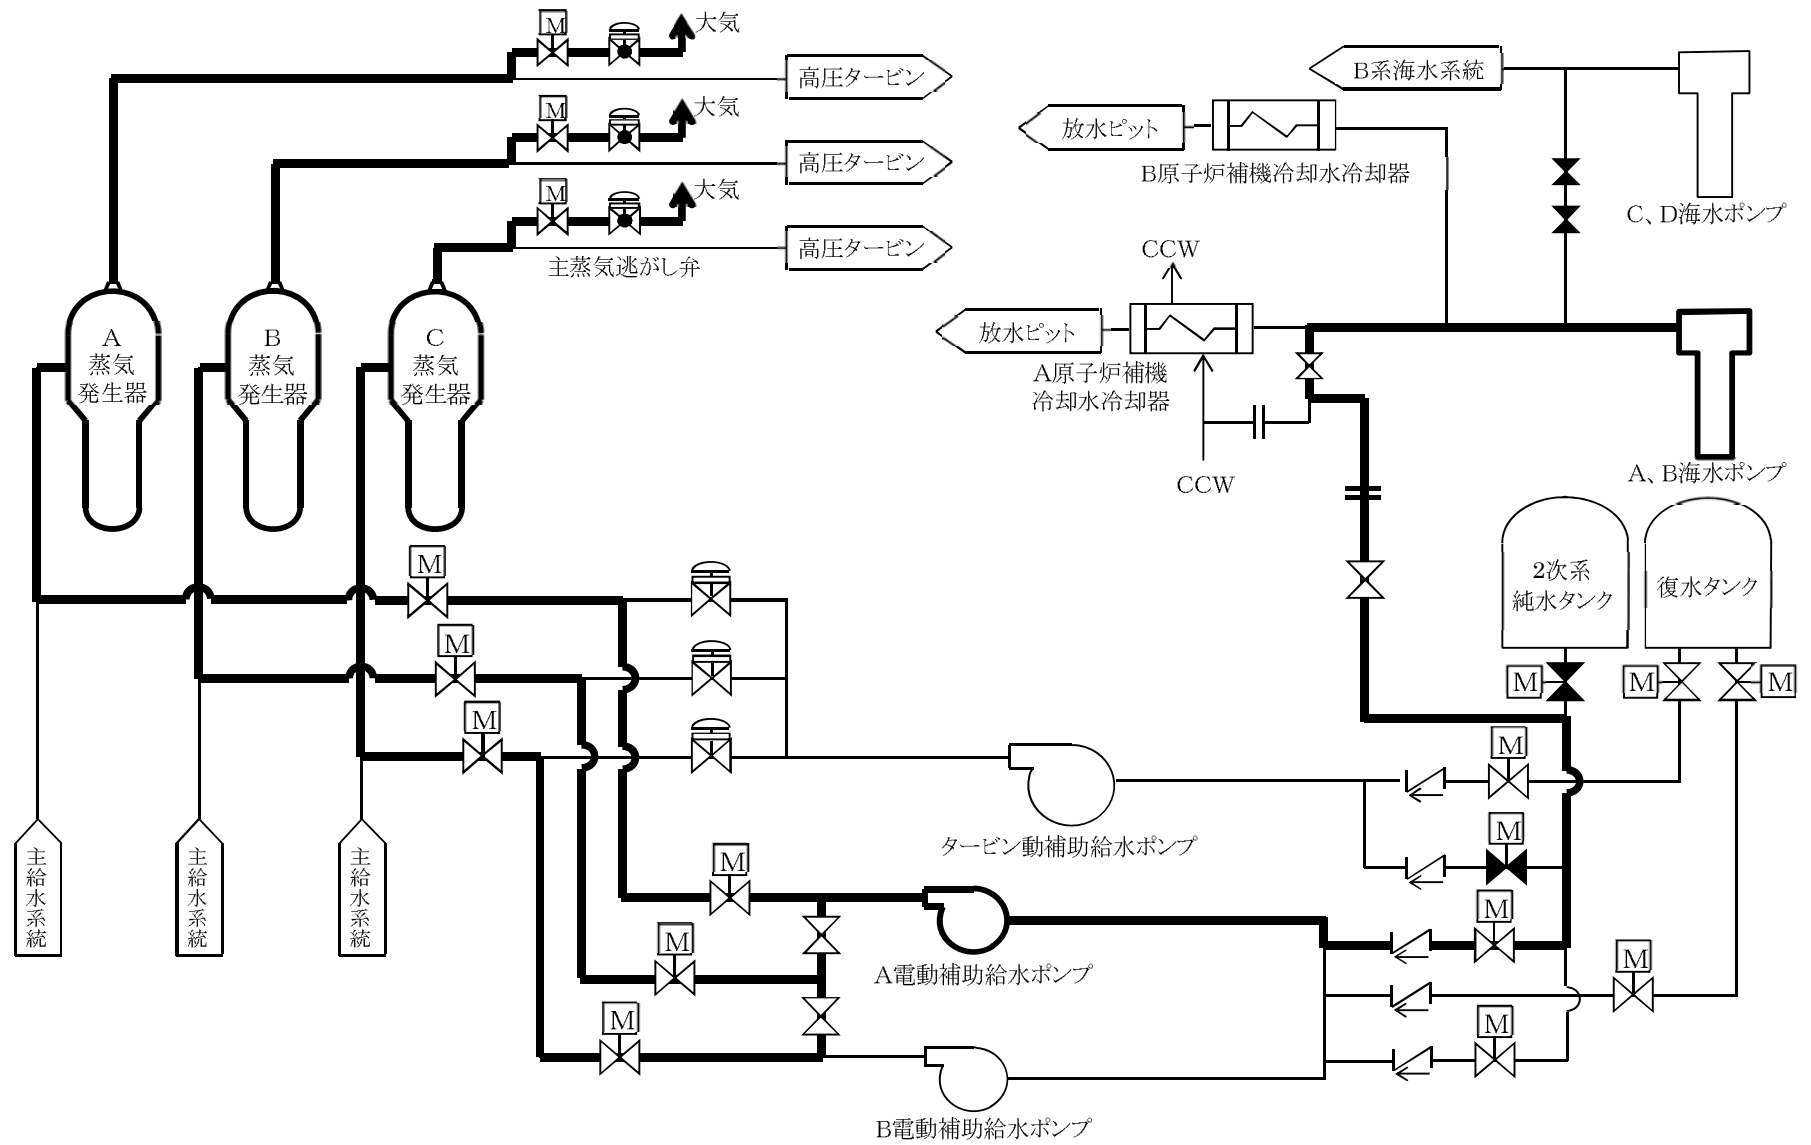 M
大気
高圧タービン
M
大気
高圧タービン
M
大気
高圧タービン
主蒸気逃がし弁
B系海水系統
放水ピット
B原子炉補機冷却水冷却器
C、D海水ポンプ
CCW
放水ピット
A原子炉補機
冷却水冷却器
CCW
A、B海水ポンプ
A
蒸気
発生器
B
蒸気
発生器
C
蒸気
発生器
2次系
純水タンク
復水タンク
M
M
M
M
M
M
M
M
タービン動補助給水ポンプ
M
主給水系統
主給水系統
主給水系統
M
M
A電動補助給水ポンプ
M
M
M
M
B電動補助給水ポンプ